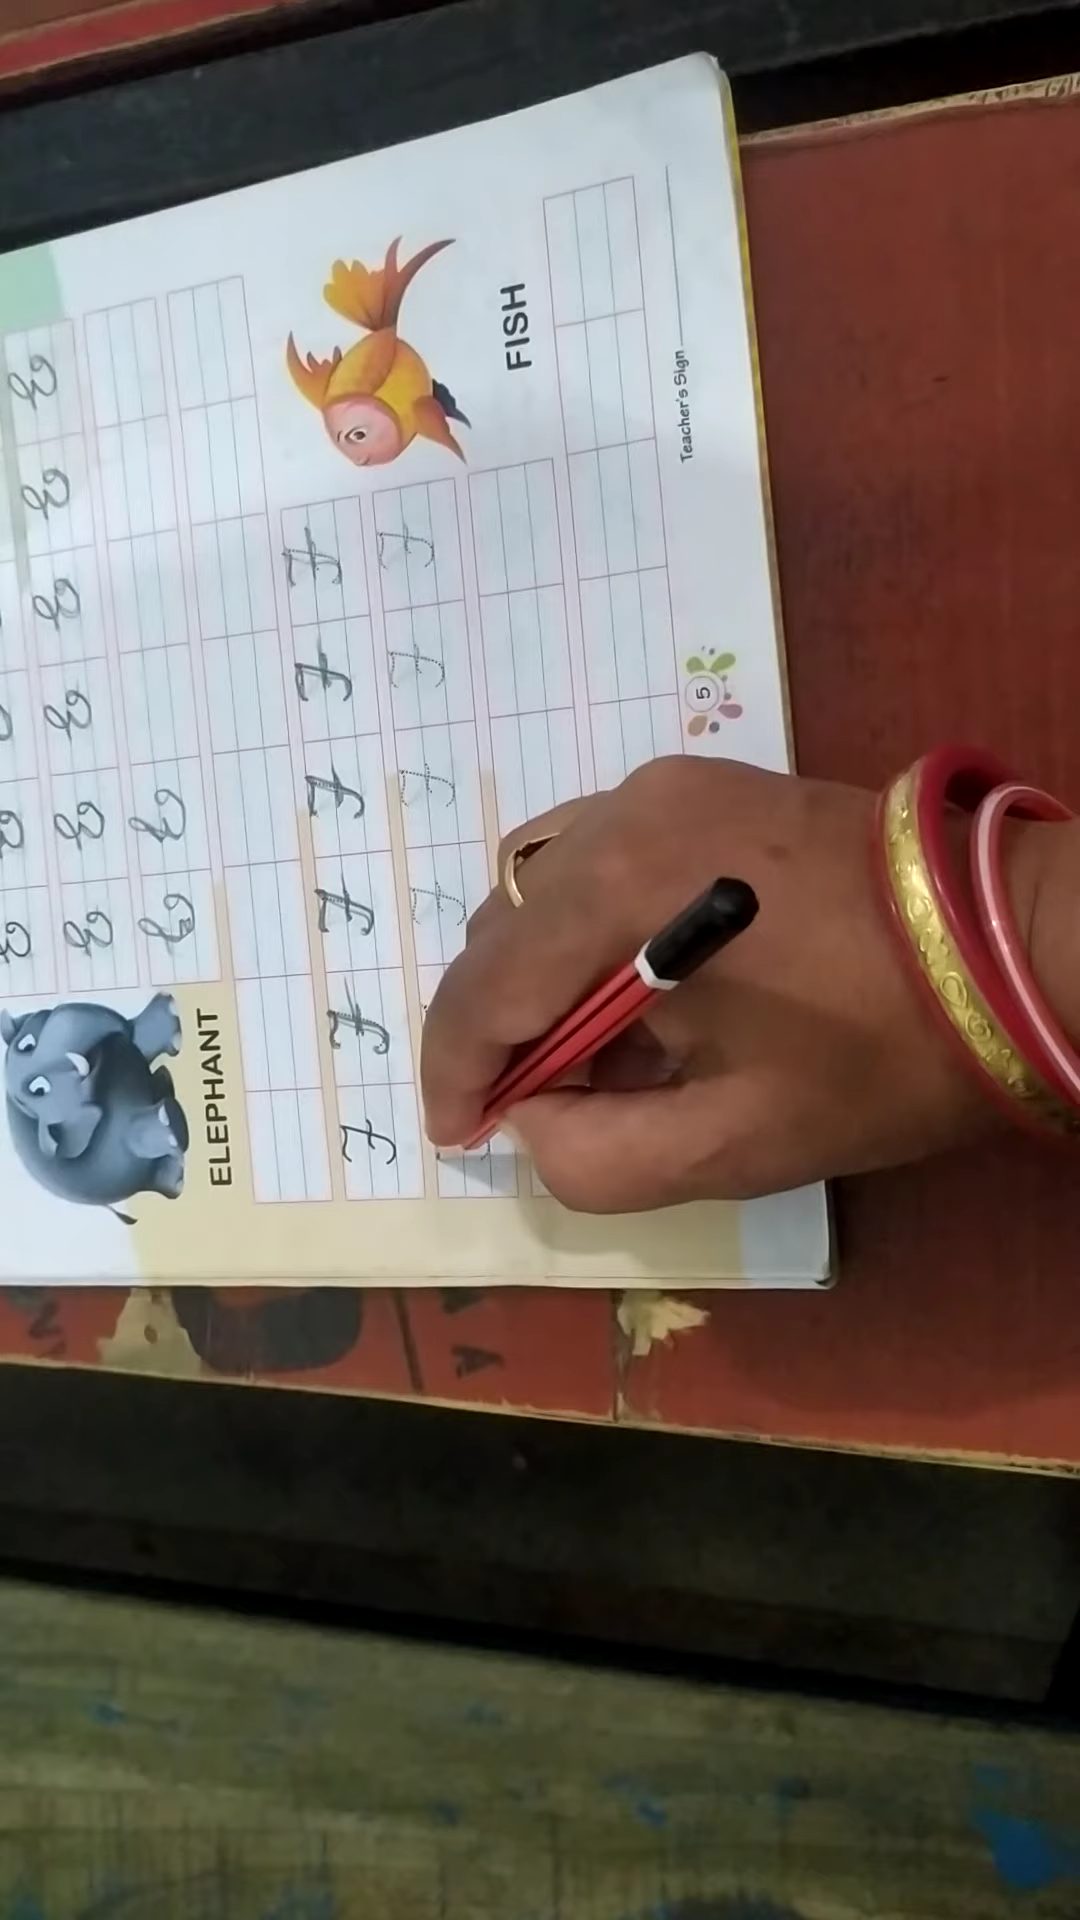 ℰ ℰ ℰ ℰ
ℰ ℰ ℰ ℰ ℰ ℰ
ℰ ℰ
ELEPHANT
ℱ ℱ ℱ ℱ ℱ ℱ
ℱ ℱ ℱ ℱ
FISH
Teacher's Sign
5